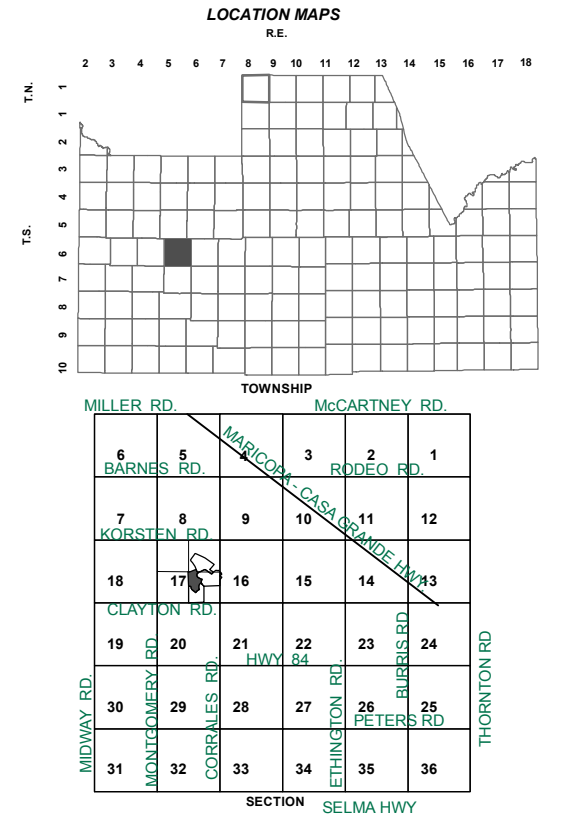 LOCATION MAPS
R.E.
2 3 4 5 6 7 8 9 10 11 12 13 14 15 16 17 18
T.N.
1
1
2
3
4
5
6
7
8
9
10
T.S.
TOWNSHIP
MILLER RD. McCARTNEY RD.
6 5 4 3 2 1
BARNES RD. RODEO RD.
MARICOPA - CASA GRANDE HWY.
7 8 9 10 11 12
KORSTEN RD.
18 17 16 15 14 13
CLAYTON RD.
19 20 21 22 23 24
HWY 84
30 29 28 27 26 25
PETERS RD
31 32 33 34 35 36
MIDWAY RD.
MONTGOMERY RD.
CORRALES RD.
ETHINGTON RD.
BURRIS RD
THORNTON RD
SECTION
SELMA HWY